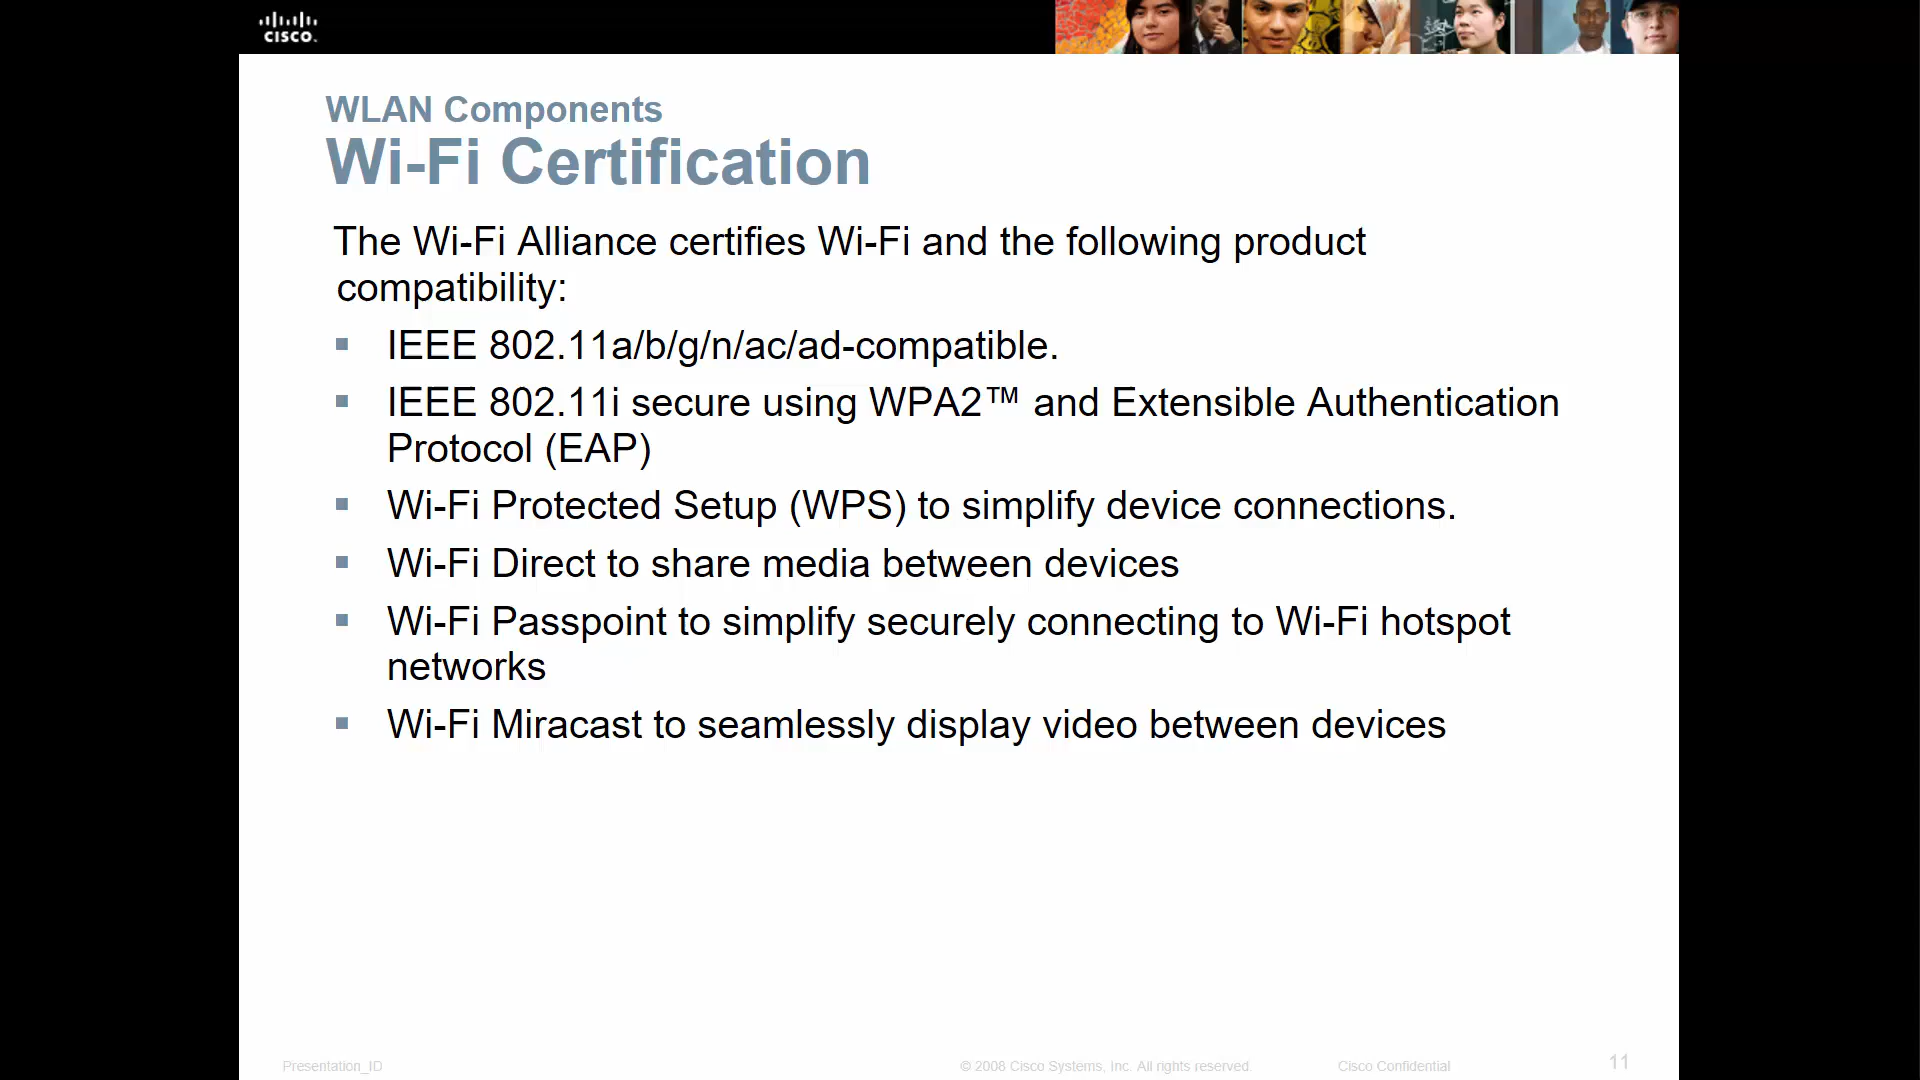 CISCO.
WLAN Components
Wi-Fi Certification
The Wi-Fi Alliance certifies Wi-Fi and the following product
compatibility:
▪ IEEE 802.11a/b/g/n/ac/ad-compatible.
▪ IEEE 802.11i secure using WPA2™ and Extensible Authentication
Protocol (EAP)
▪ Wi-Fi Protected Setup (WPS) to simplify device connections.
▪ Wi-Fi Direct to share media between devices
▪ Wi-Fi Passpoint to simplify securely connecting to Wi-Fi hotspot
networks
▪ Wi-Fi Miracast to seamlessly display video between devices
Presentation_ID © 2008 Cisco Systems, Inc. All rights reserved. Cisco Confidential 11